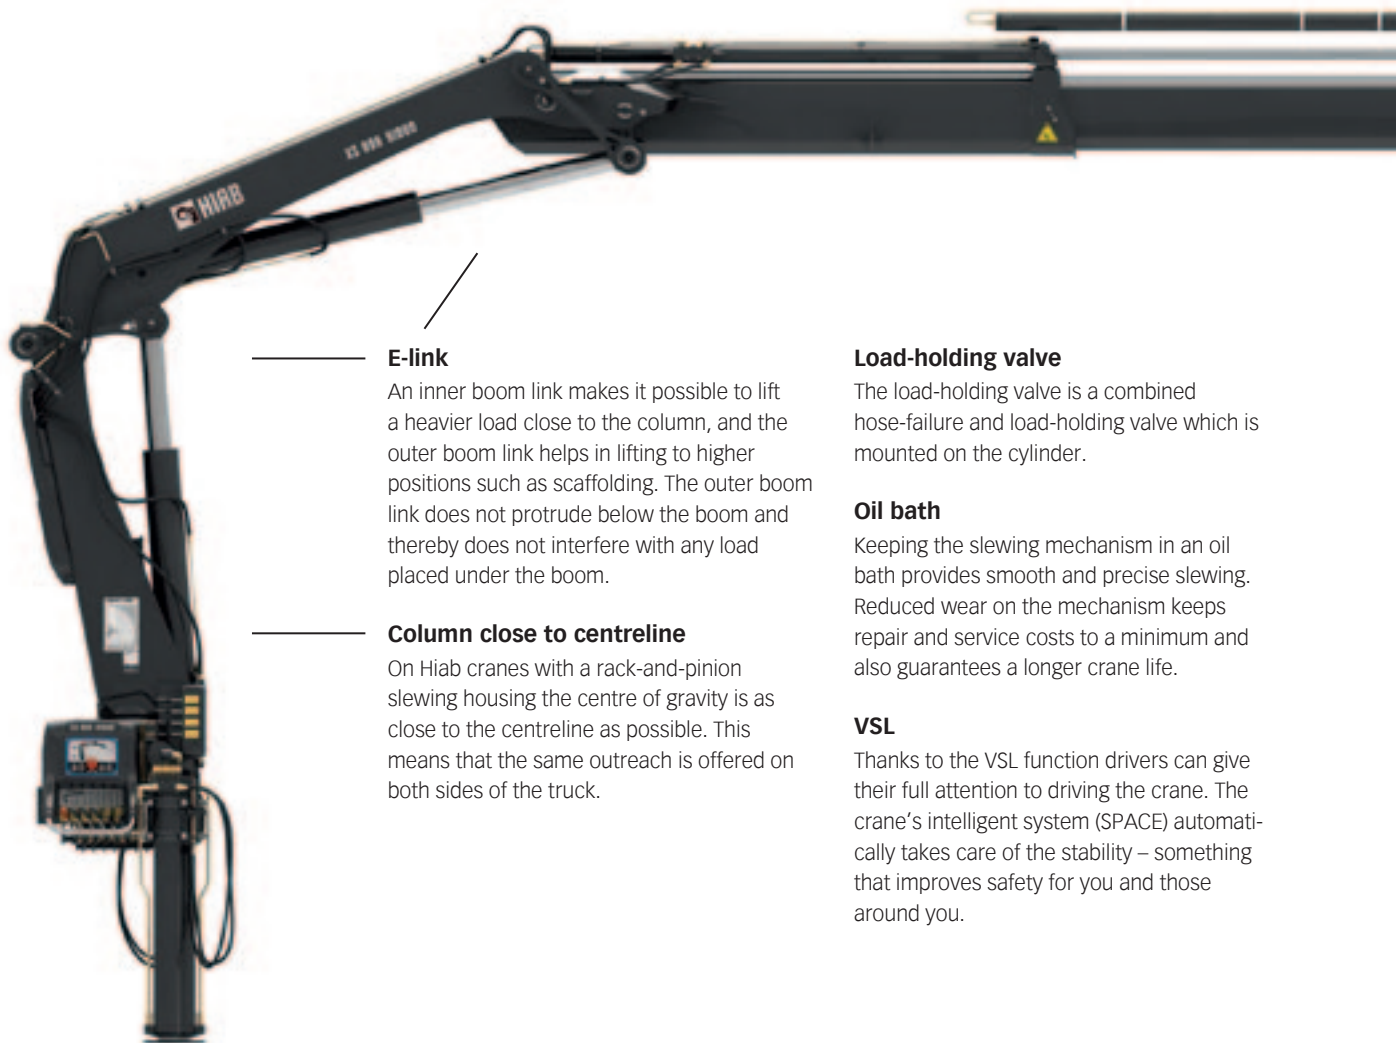 HIAB
E-link
An inner boom link makes it possible to lift
a heavier load close to the column, and the
outer boom link helps in lifting to higher
positions such as scaffolding. The outer boom
link does not protrude below the boom and
thereby does not interfere with any load
placed under the boom.
Column close to centreline
On Hiab cranes with a rack-and-pinion
slewing housing the centre of gravity is as
close to the centreline as possible. This
means that the same outreach is offered on
both sides of the truck.
Load-holding valve
The load-holding valve is a combined
hose-failure and load-holding valve which is
mounted on the cylinder.
Oil bath
Keeping the slewing mechanism in an oil
bath provides smooth and precise slewing.
Reduced wear on the mechanism keeps
repair and service costs to a minimum and
also guarantees a longer crane life.
VSL
Thanks to the VSL function drivers can give
their full attention to driving the crane. The
crane’s intelligent system (SPACE) automati-
cally takes care of the stability – something
that improves safety for you and those
around you.